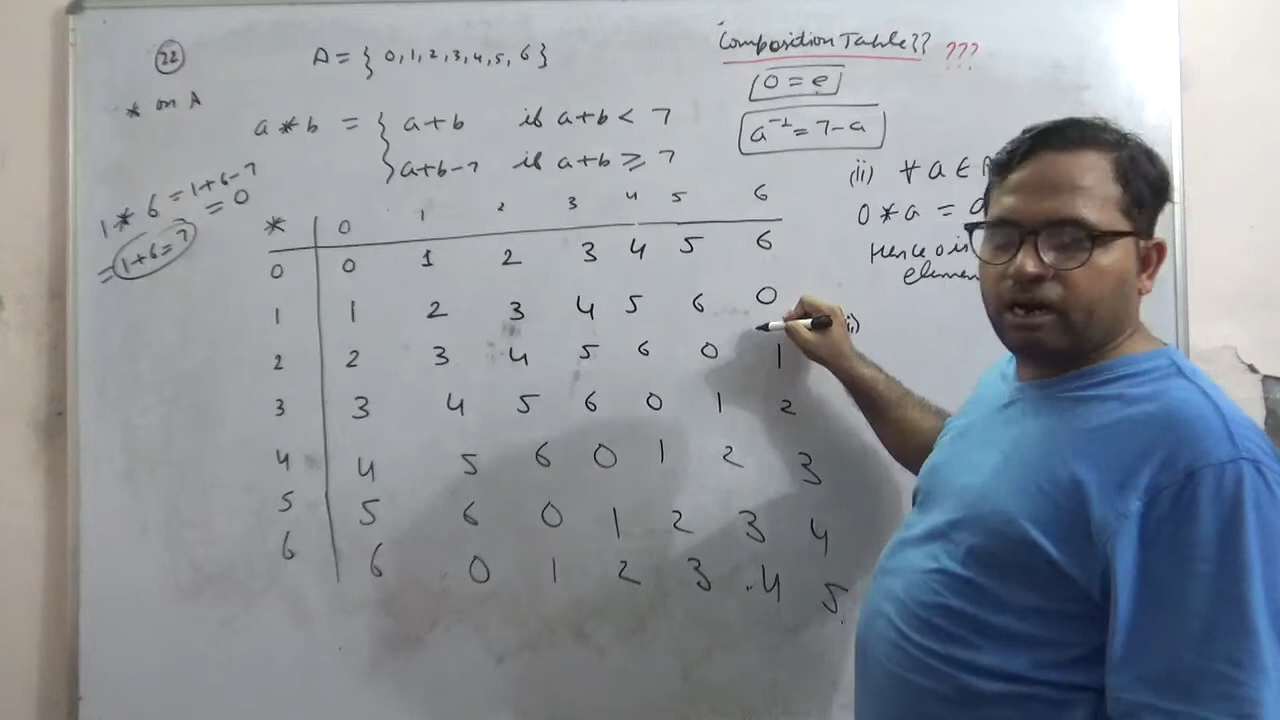 22
A = { 0, 1, 2, 3, 4, 5, 6 }
* on A
a * b = { a+b if a+b < 7
a+b-7 if a+b ≥ 7
1 * 6 = 1+6-7
= 0
= 1+6=7
Composition Table?? ???
0 = e
a⁻¹ = 7-a
(ii) ∀ a ∈
0 * a =
Hence 0 is
elemen
* 0 1 2 3 4 5 6
0 0 1 2 3 4 5 6
1 1 2 3 4 5 6 0
2 2 3 4 5 6 0 1
3 3 4 5 6 0 1 2
4 4 5 6 0 1 2 3
5 5 6 0 1 2 3 4
6 6 0 1 2 3 4 5